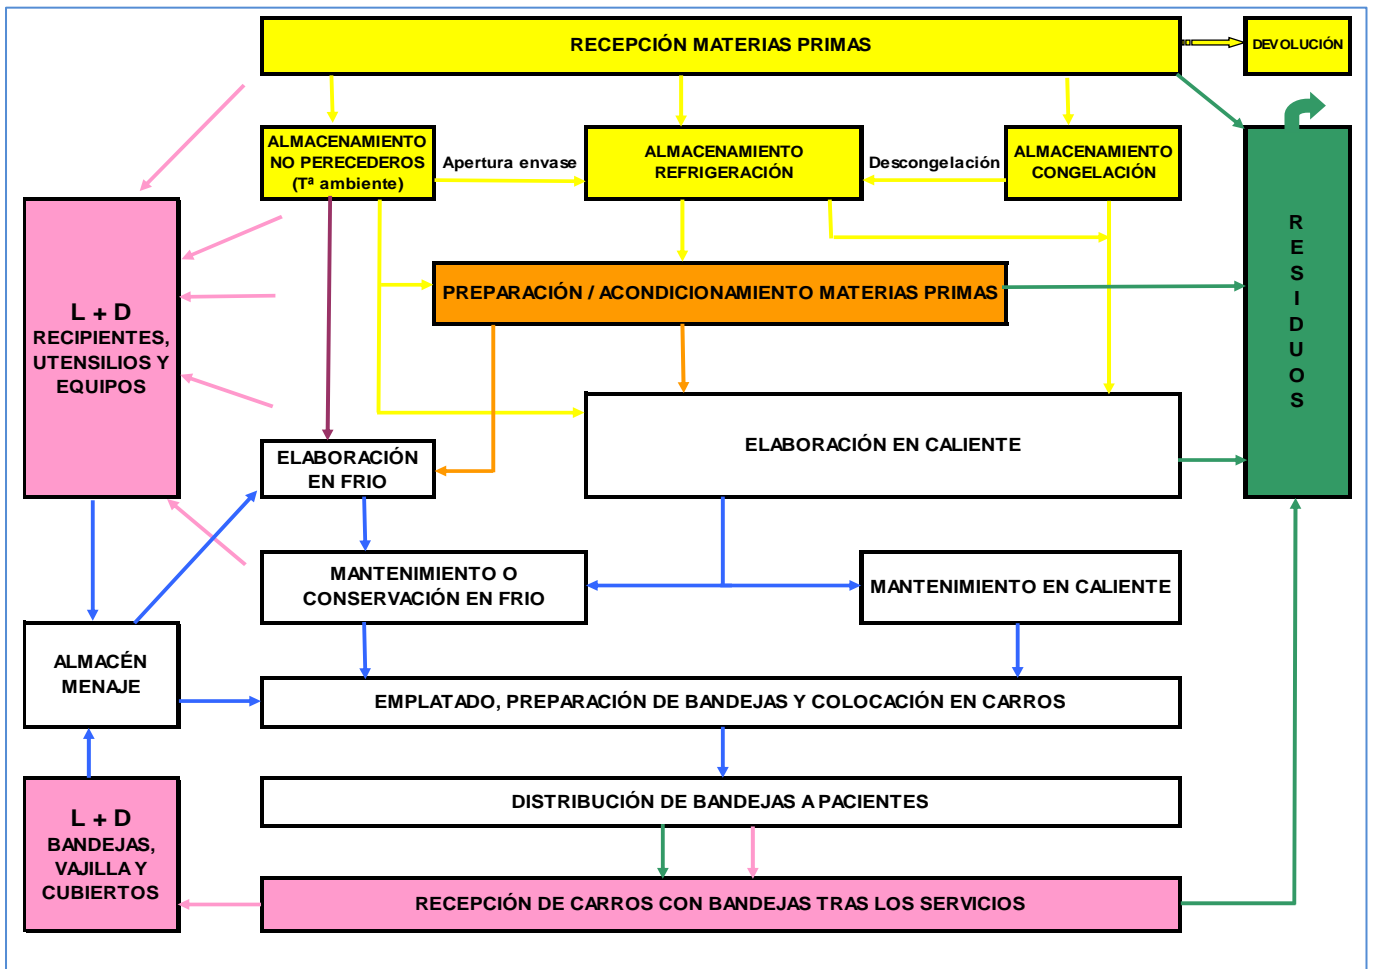 RECEPCIÓN MATERIAS PRIMAS
DEVOLUCIÓN
ALMACENAMIENTO
NO PERECEDEROS
(Tª ambiente)
Apertura envase
ALMACENAMIENTO
REFRIGERACIÓN
Descongelación
ALMACENAMIENTO
CONGELACIÓN
L + D
RECIPIENTES,
UTENSILIOS Y
EQUIPOS
PREPARACIÓN / ACONDICIONAMIENTO MATERIAS PRIMAS
R
E
S
I
D
U
O
S
ELABORACIÓN
EN FRIO
ELABORACIÓN EN CALIENTE
MANTENIMIENTO O
CONSERVACIÓN EN FRIO
MANTENIMIENTO EN CALIENTE
ALMACÉN
MENAJE
EMPLATADO, PREPARACIÓN DE BANDEJAS Y COLOCACIÓN EN CARROS
DISTRIBUCIÓN DE BANDEJAS A PACIENTES
L + D
BANDEJAS,
VAJILLA Y
CUBIERTOS
RECEPCIÓN DE CARROS CON BANDEJAS TRAS LOS SERVICIOS